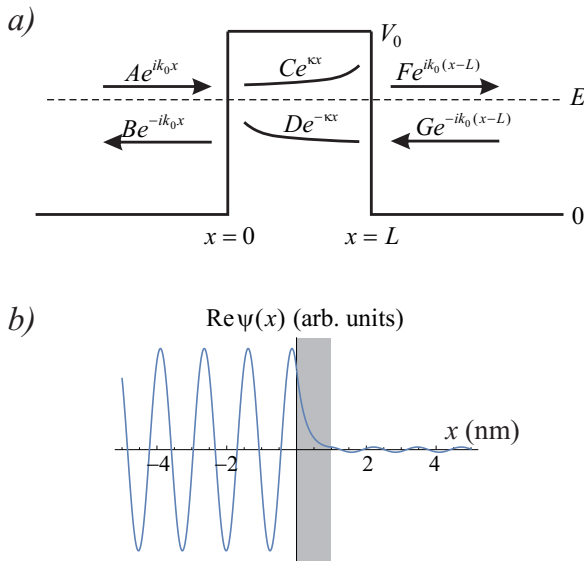 a)
V₀
Ae^{ik₀x} Ce^{κx} Fe^{ik₀(x−L)}
E
Be^{−ik₀x} De^{−κx} Ge^{−ik₀(x−L)}
0
x = 0 x = L
b)
Re ψ(x) (arb. units)
x (nm)
−4 −2 2 4